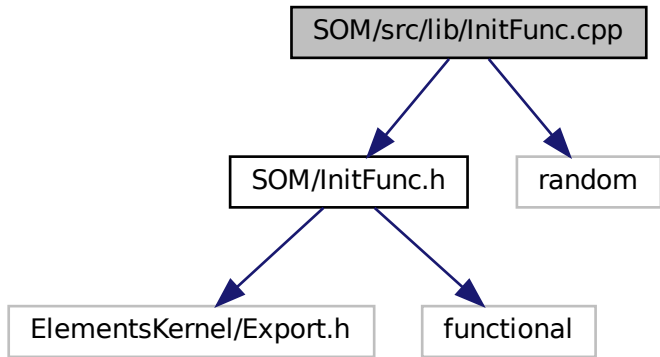 SOM/src/lib/InitFunc.cpp
SOM/InitFunc.h
random
ElementsKernel/Export.h
functional